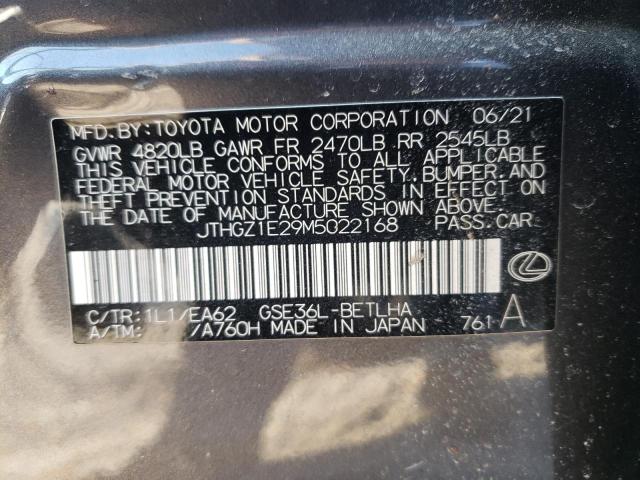 MFD.BY:TOYOTA MOTOR CORPORATION 06/21
GVWR 4820LB GAWR FR 2470LB RR 2545LB
THIS VEHICLE CONFORMS TO ALL APPLICABLE
FEDERAL MOTOR VEHICLE SAFETY.BUMPER.AND
THEFT PREVENTION STANDARDS IN EFFECT ON
THE DATE OF MANUFACTURE SHOWN ABOVE.
JTHGZ1E29M5022168 PASS.CAR
C/TR:1L1/EA62 GSE36L-BETLHA
A/TM: /A760H MADE IN JAPAN 761 A